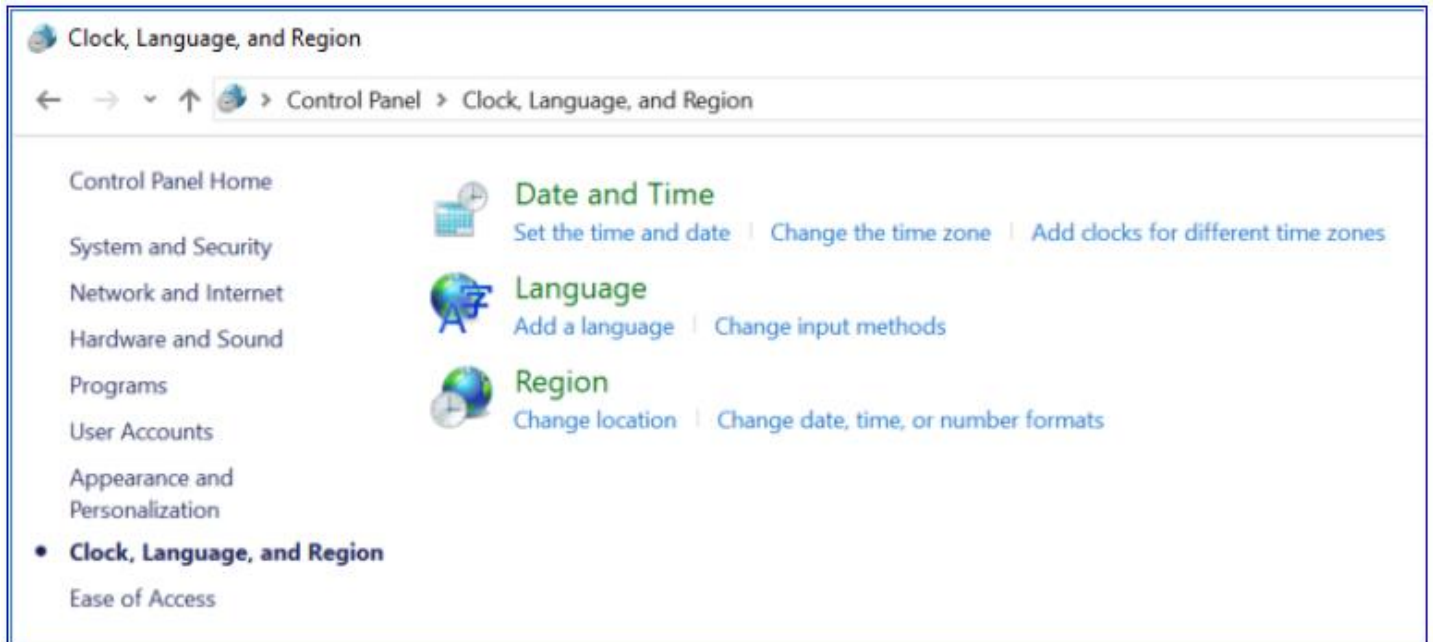 Clock, Language, and Region
Control Panel > Clock, Language, and Region
Control Panel Home
System and Security
Network and Internet
Hardware and Sound
Programs
User Accounts
Appearance and
Personalization
Clock, Language, and Region
Ease of Access
Date and Time
Set the time and date | Change the time zone | Add clocks for different time zones
Language
Add a language | Change input methods
Region
Change location | Change date, time, or number formats